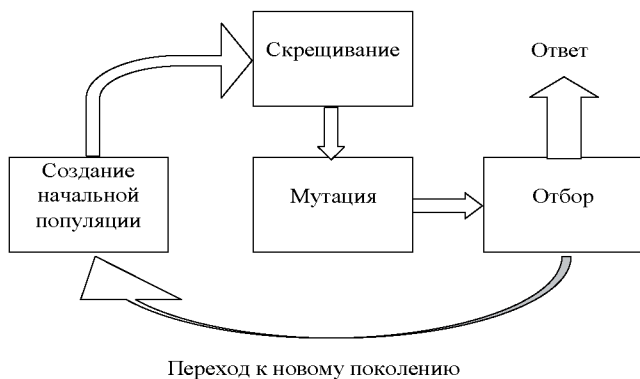 Скрещивание
Ответ
Создание
начальной
популяции
Мутация
Отбор
Переход к новому поколению